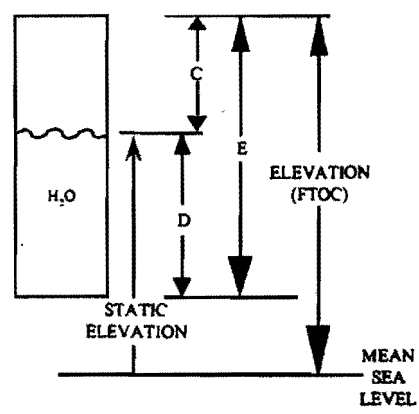 C
E
ELEVATION
(FTOC)
H₂O
D
STATIC
ELEVATION
MEAN
SEA
LEVEL